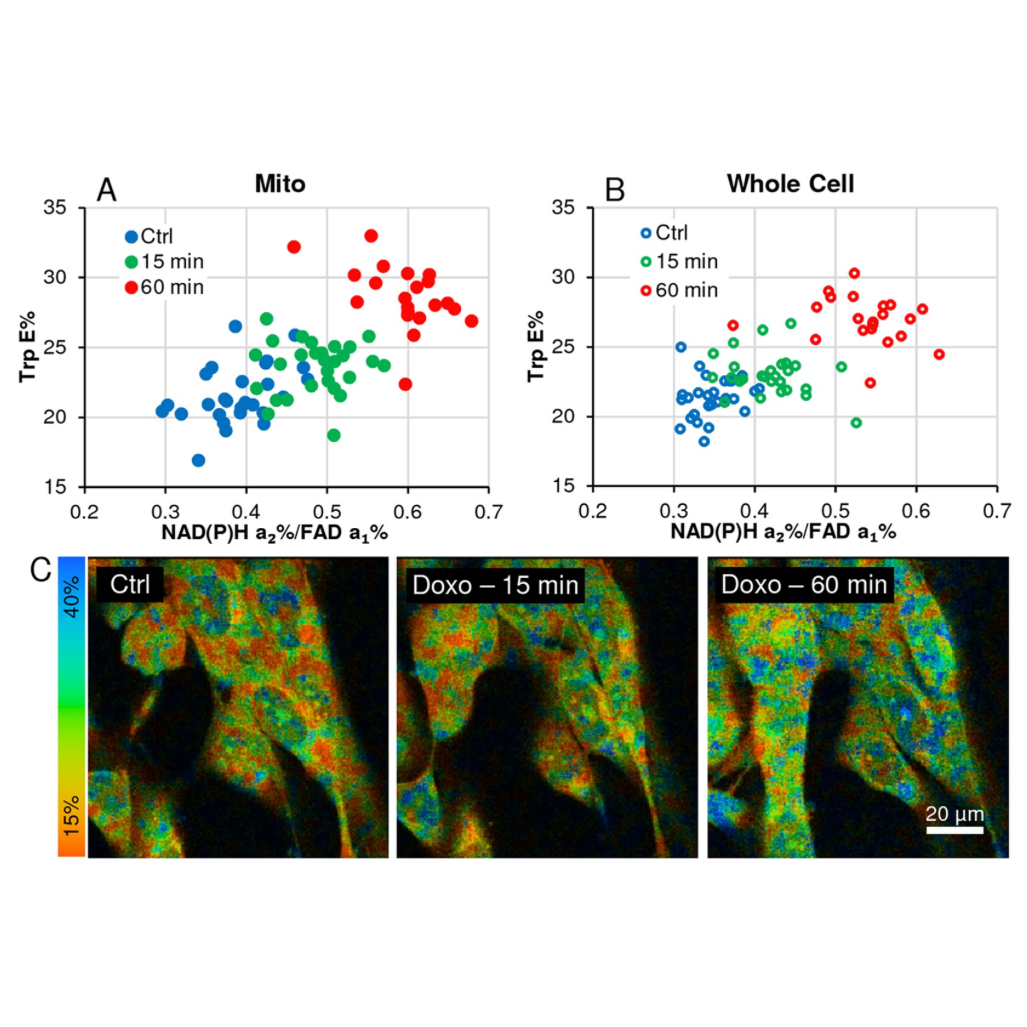 A
Mito
35
30
25
20
15
Trp E%
Ctrl
15 min
60 min
0.2 0.3 0.4 0.5 0.6 0.7
NAD(P)H a₂%/FAD a₁%
B
Whole Cell
35
30
25
20
15
Trp E%
Ctrl
15 min
60 min
0.2 0.3 0.4 0.5 0.6 0.7
NAD(P)H a₂%/FAD a₁%
C
40%
15%
Ctrl
Doxo – 15 min
Doxo – 60 min
20 µm